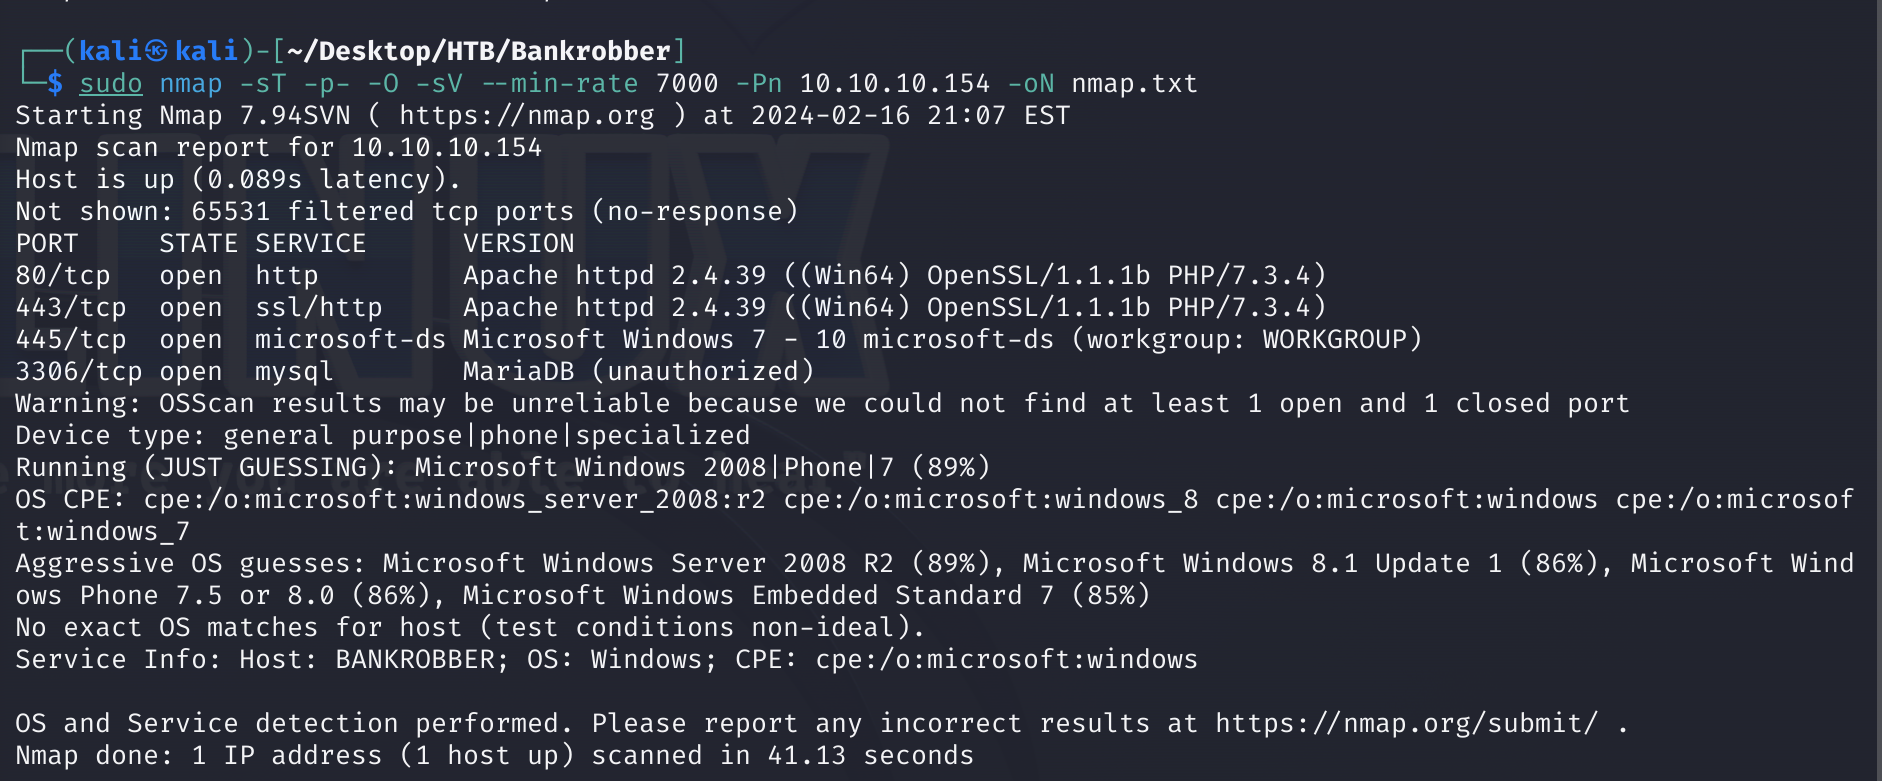 ┌──(kali㉿kali)-[~/Desktop/HTB/Bankrobber]
└─$ sudo nmap -sT -p- -O -sV --min-rate 7000 -Pn 10.10.10.154 -oN nmap.txt
Starting Nmap 7.94SVN ( https://nmap.org ) at 2024-02-16 21:07 EST
Nmap scan report for 10.10.10.154
Host is up (0.089s latency).
Not shown: 65531 filtered tcp ports (no-response)
PORT     STATE SERVICE      VERSION
80/tcp   open  http         Apache httpd 2.4.39 ((Win64) OpenSSL/1.1.1b PHP/7.3.4)
443/tcp  open  ssl/http     Apache httpd 2.4.39 ((Win64) OpenSSL/1.1.1b PHP/7.3.4)
445/tcp  open  microsoft-ds Microsoft Windows 7 - 10 microsoft-ds (workgroup: WORKGROUP)
3306/tcp open  mysql        MariaDB (unauthorized)
Warning: OSScan results may be unreliable because we could not find at least 1 open and 1 closed port
Device type: general purpose|phone|specialized
Running (JUST GUESSING): Microsoft Windows 2008|Phone|7 (89%)
OS CPE: cpe:/o:microsoft:windows_server_2008:r2 cpe:/o:microsoft:windows_8 cpe:/o:microsoft:windows cpe:/o:microsof
t:windows_7
Aggressive OS guesses: Microsoft Windows Server 2008 R2 (89%), Microsoft Windows 8.1 Update 1 (86%), Microsoft Wind
ows Phone 7.5 or 8.0 (86%), Microsoft Windows Embedded Standard 7 (85%)
No exact OS matches for host (test conditions non-ideal).
Service Info: Host: BANKROBBER; OS: Windows; CPE: cpe:/o:microsoft:windows
OS and Service detection performed. Please report any incorrect results at https://nmap.org/submit/ .
Nmap done: 1 IP address (1 host up) scanned in 41.13 seconds